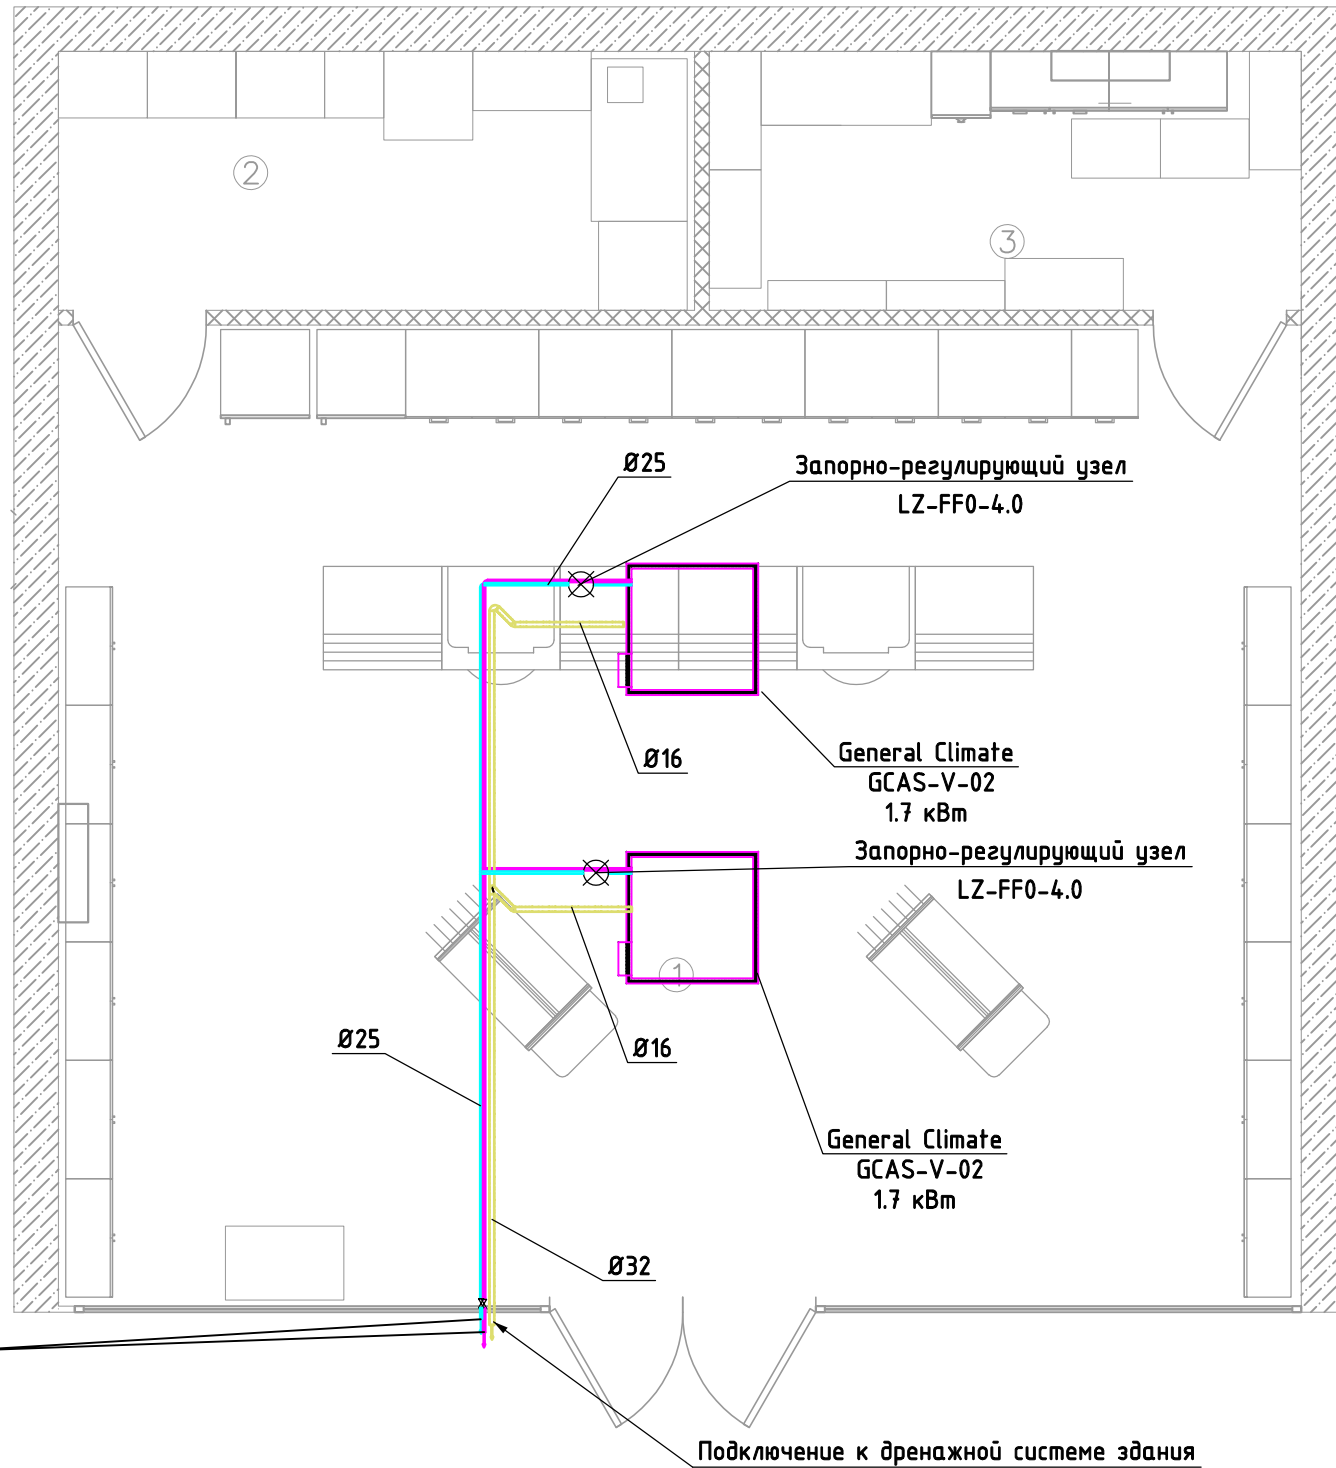 2
3
Ø25
Запорно-регулирующий узел
LZ-FF0-4.0
Ø16
General Climate
GCAS-V-02
1.7 кВт
Запорно-регулирующий узел
LZ-FF0-4.0
1
Ø25
Ø16
General Climate
GCAS-V-02
1.7 кВт
Ø32
Подключение к дренажной системе здания